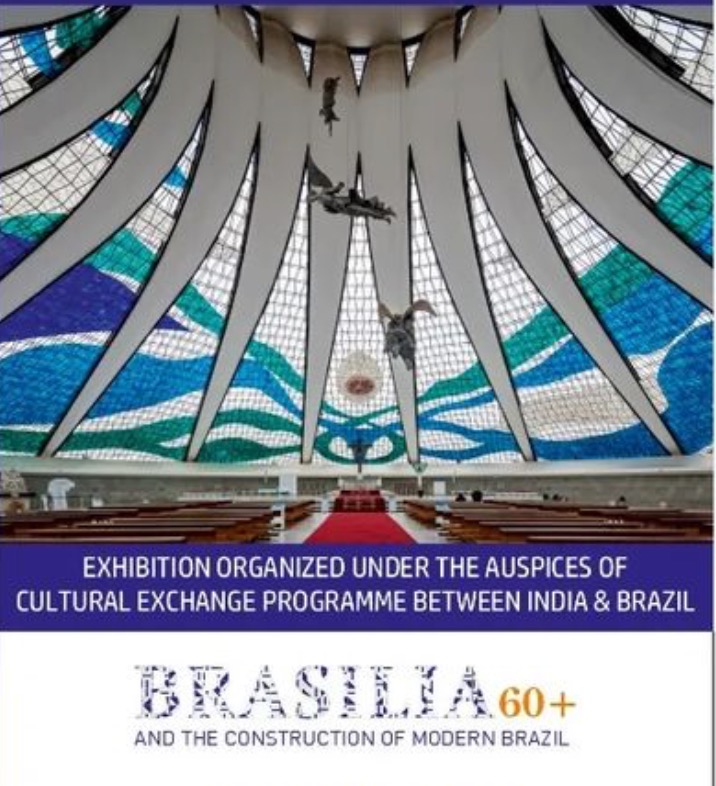 EXHIBITION ORGANIZED UNDER THE AUSPICES OF
CULTURAL EXCHANGE PROGRAMME BETWEEN INDIA & BRAZIL
BRASILIA 60+
AND THE CONSTRUCTION OF MODERN BRAZIL